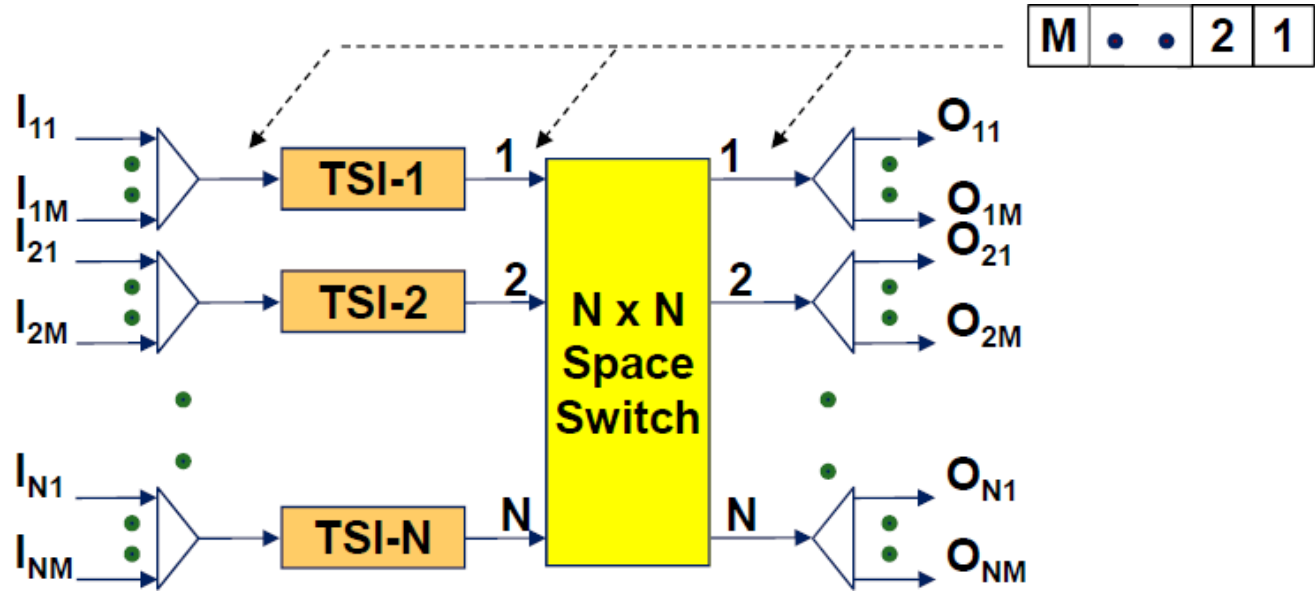 M 2 1
I11
I1M
TSI-1
1
1
O11
O1M
I21
I2M
TSI-2
2
2
O21
O2M
N x N
Space
Switch
IN1
INM
TSI-N
N
N
ON1
ONM